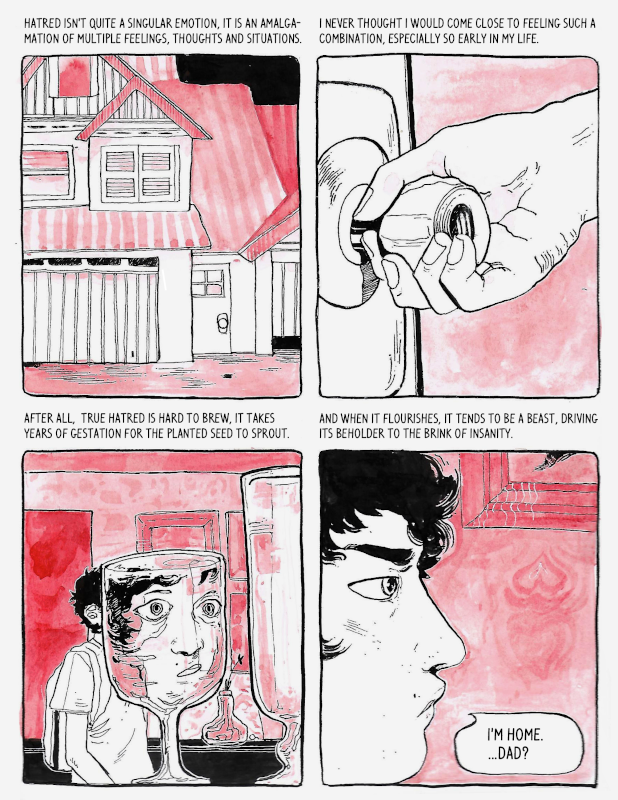 HATRED ISN'T QUITE A SINGULAR EMOTION, IT IS AN AMALGA-
MATION OF MULTIPLE FEELINGS, THOUGHTS AND SITUATIONS.
I NEVER THOUGHT I WOULD COME CLOSE TO FEELING SUCH A
COMBINATION, ESPECIALLY SO EARLY IN MY LIFE.
AFTER ALL, TRUE HATRED IS HARD TO BREW, IT TAKES
YEARS OF GESTATION FOR THE PLANTED SEED TO SPROUT.
AND WHEN IT FLOURISHES, IT TENDS TO BE A BEAST, DRIVING
ITS BEHOLDER TO THE BRINK OF INSANITY.
I'M HOME.
...DAD?